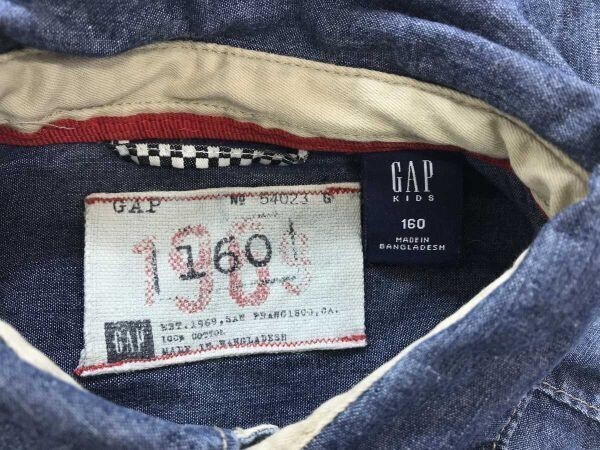 GAP Nº 54023 G
1969
160
GAP
EST.1969, SAN FRANCISCO, CA.
100% COTTON
MADE IN BANGLADESH
GAP
KIDS
160
MADE IN
BANGLADESH